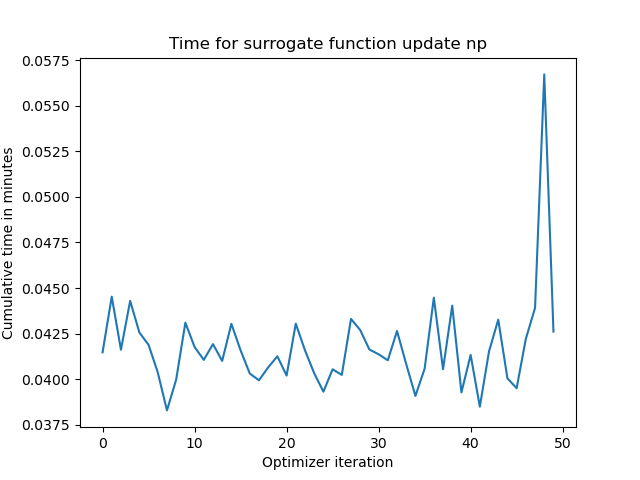 Time for surrogate function update np
Cumulative time in minutes
0.0575
0.0550
0.0525
0.0500
0.0475
0.0450
0.0425
0.0400
0.0375
0 10 20 30 40 50
Optimizer iteration